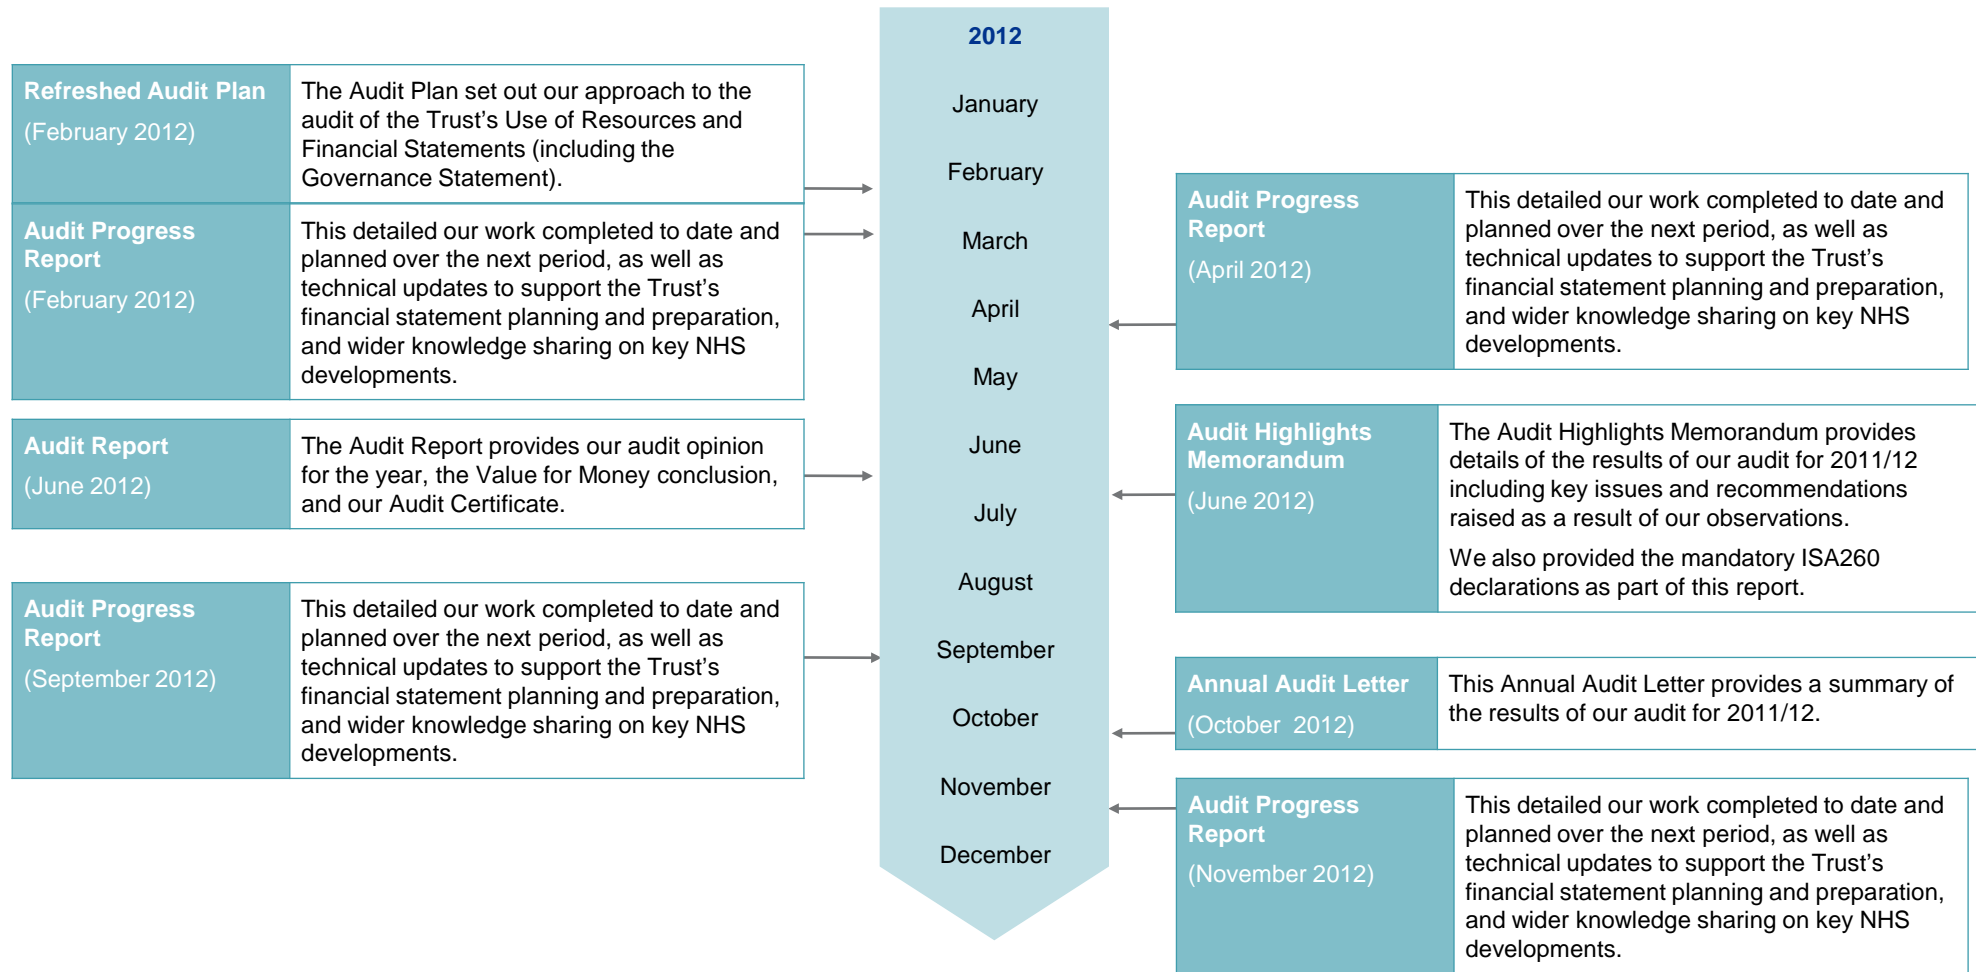 2012
January
February
March
April
May
June
July
August
September
October
November
December
Refreshed Audit Plan
(February 2012)
The Audit Plan set out our approach to the
audit of the Trust's Use of Resources and
Financial Statements (including the
Governance Statement).
Audit Progress
Report
(February 2012)
This detailed our work completed to date and
planned over the next period, as well as
technical updates to support the Trust's
financial statement planning and preparation,
and wider knowledge sharing on key NHS
developments.
Audit Report
(June 2012)
The Audit Report provides our audit opinion
for the year, the Value for Money conclusion,
and our Audit Certificate.
Audit Progress
Report
(September 2012)
This detailed our work completed to date and
planned over the next period, as well as
technical updates to support the Trust's
financial statement planning and preparation,
and wider knowledge sharing on key NHS
developments.
Audit Progress
Report
(April 2012)
This detailed our work completed to date and
planned over the next period, as well as
technical updates to support the Trust's
financial statement planning and preparation,
and wider knowledge sharing on key NHS
developments.
Audit Highlights
Memorandum
(June 2012)
The Audit Highlights Memorandum provides
details of the results of our audit for 2011/12
including key issues and recommendations
raised as a result of our observations.
We also provided the mandatory ISA260
declarations as part of this report.
Annual Audit Letter
(October  2012)
This Annual Audit Letter provides a summary of
the results of our audit for 2011/12.
Audit Progress
Report
(November 2012)
This detailed our work completed to date and
planned over the next period, as well as
technical updates to support the Trust's
financial statement planning and preparation,
and wider knowledge sharing on key NHS
developments.